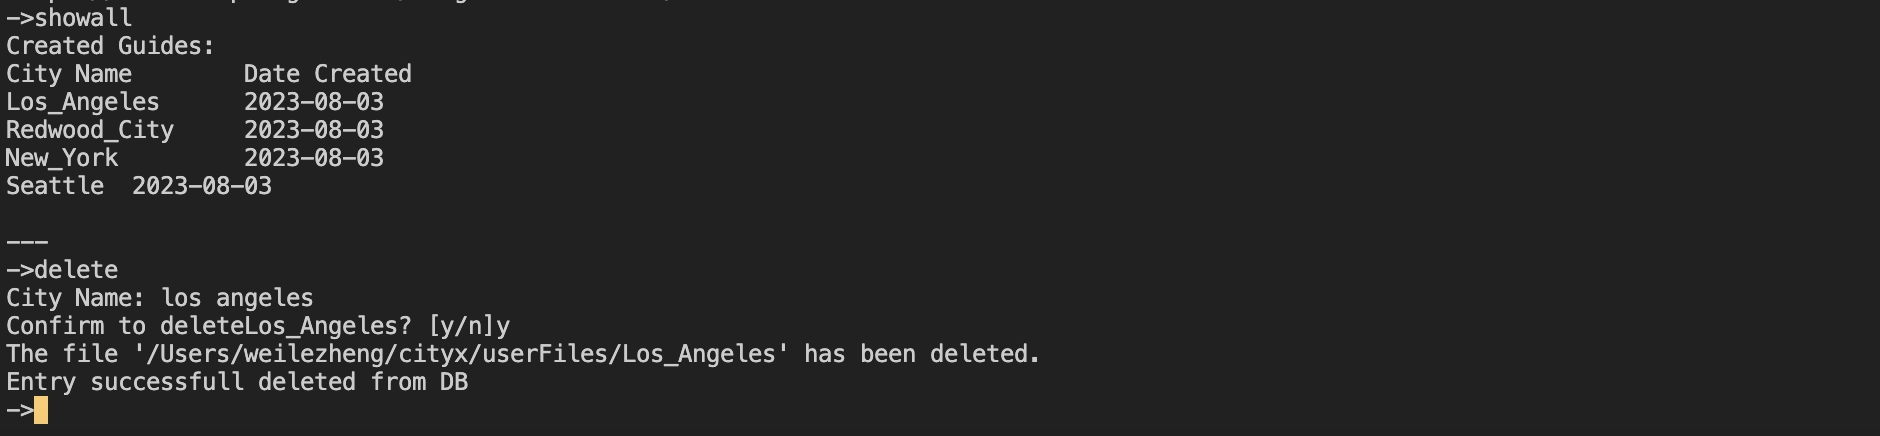 ->showall
Created Guides:
City Name        Date Created
Los_Angeles      2023-08-03
Redwood_City     2023-08-03
New_York         2023-08-03
Seattle  2023-08-03
---
->delete
City Name: los angeles
Confirm to deleteLos_Angeles? [y/n]y
The file '/Users/weilezheng/cityx/userFiles/Los_Angeles' has been deleted.
Entry successfull deleted from DB
->